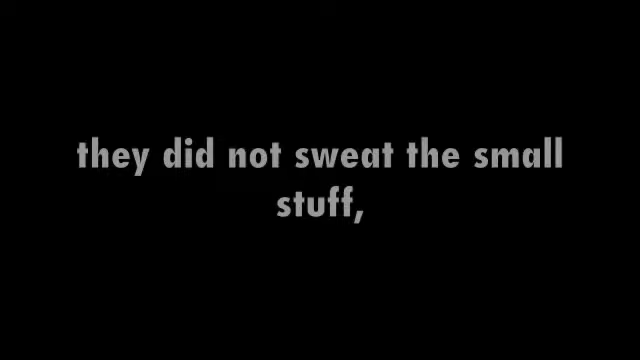 they did not sweat the small
stuff,